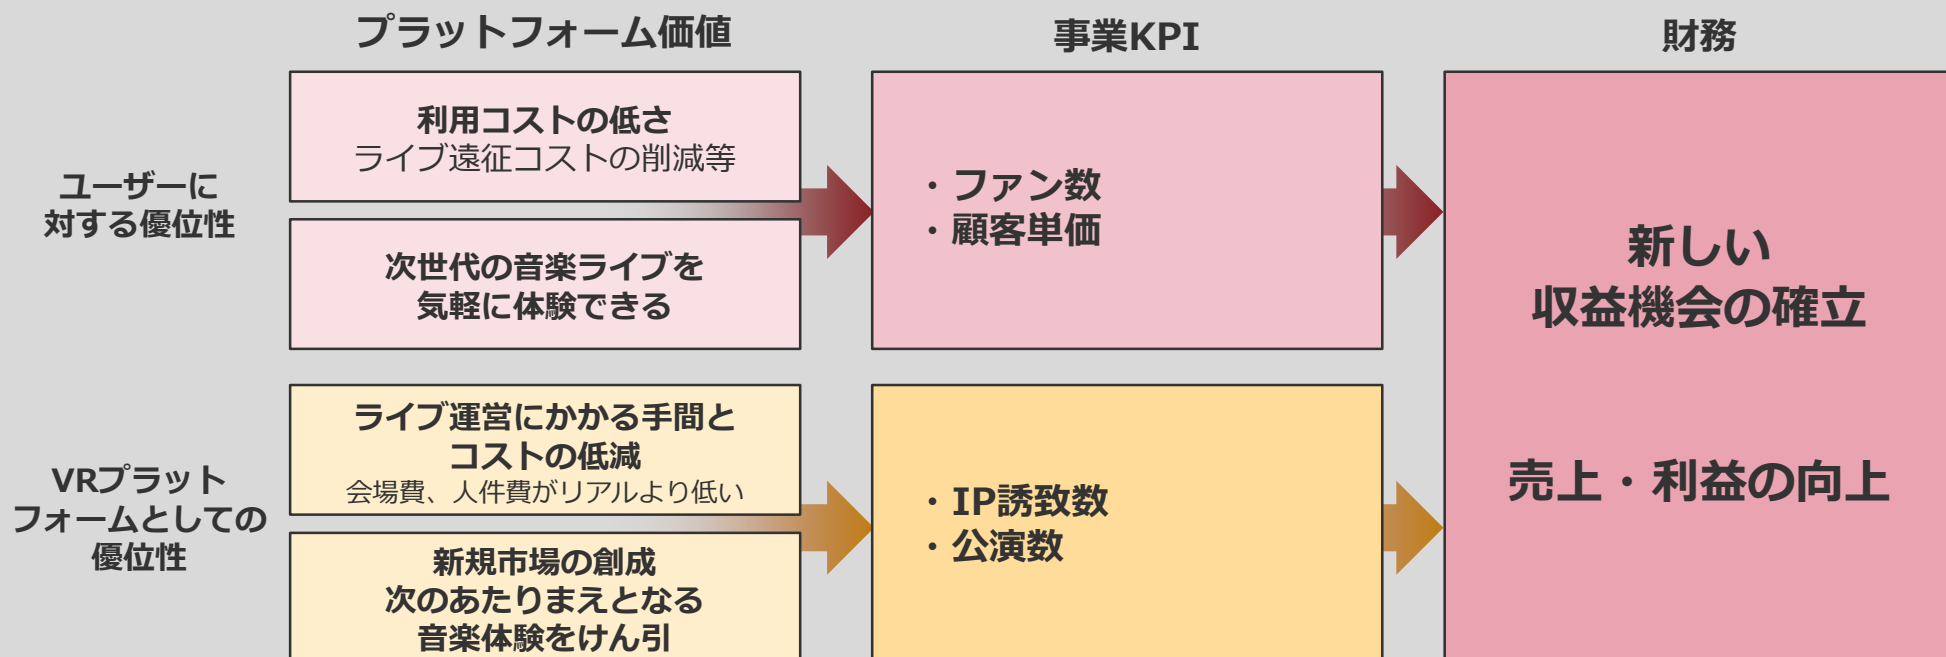 プラットフォーム価値
事業KPI
財務
ユーザーに
対する優位性
利用コストの低さ
ライブ遠征コストの削減等
次世代の音楽ライブを
気軽に体験できる
・ファン数
・顧客単価
新しい
収益機会の確立
売上・利益の向上
VRプラット
フォームとしての
優位性
ライブ運営にかかる手間と
コストの低減
会場費、人件費がリアルより低い
新規市場の創成
次のあたりまえとなる
音楽体験をけん引
・IP誘致数
・公演数